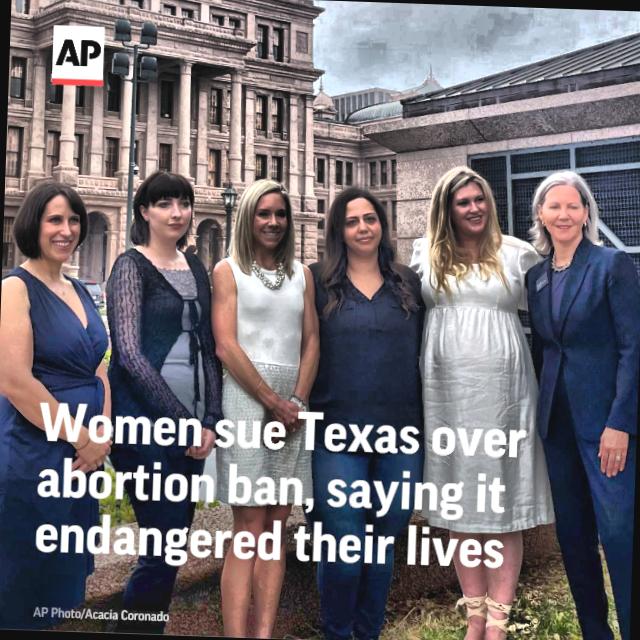 AP
Women sue Texas over
abortion ban, saying it
endangered their lives
AP Photo/Acacia Coronado